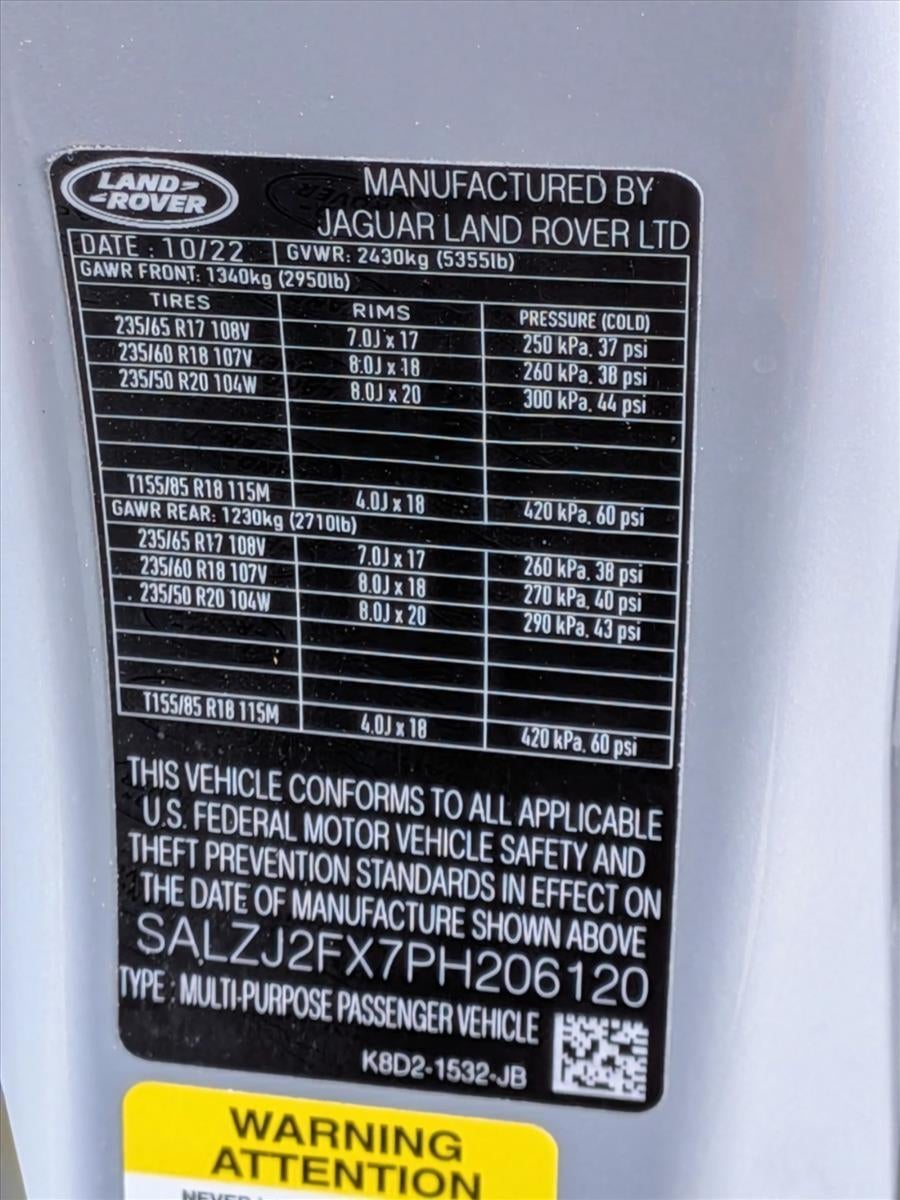 LAND-
-ROVER
MANUFACTURED BY
JAGUAR LAND ROVER LTD
DATE : 10/22 GVWR: 2430kg (5355lb)
GAWR FRONT: 1340kg (2950lb)
TIRES RIMS PRESSURE (COLD)
235/65 R17 108V 7.0J x 17 250 kPa, 37 psi
235/60 R18 107V 8.0J x 18 260 kPa, 38 psi
235/50 R20 104W 8.0J x 20 300 kPa, 44 psi
T155/85 R18 115M 4.0J x 18 420 kPa, 60 psi
GAWR REAR: 1230kg (2710lb)
235/65 R17 108V 7.0J x 17 260 kPa, 38 psi
235/60 R18 107V 8.0J x 18 270 kPa, 40 psi
235/50 R20 104W 8.0J x 20 290 kPa, 43 psi
T155/85 R18 115M 4.0J x 18 420 kPa, 60 psi
THIS VEHICLE CONFORMS TO ALL APPLICABLE
U.S. FEDERAL MOTOR VEHICLE SAFETY AND
THEFT PREVENTION STANDARDS IN EFFECT ON
THE DATE OF MANUFACTURE SHOWN ABOVE
SALZJ2FX7PH206120
TYPE : MULTI-PURPOSE PASSENGER VEHICLE
K8D2-1532-JB
WARNING
ATTENTION
NEVER